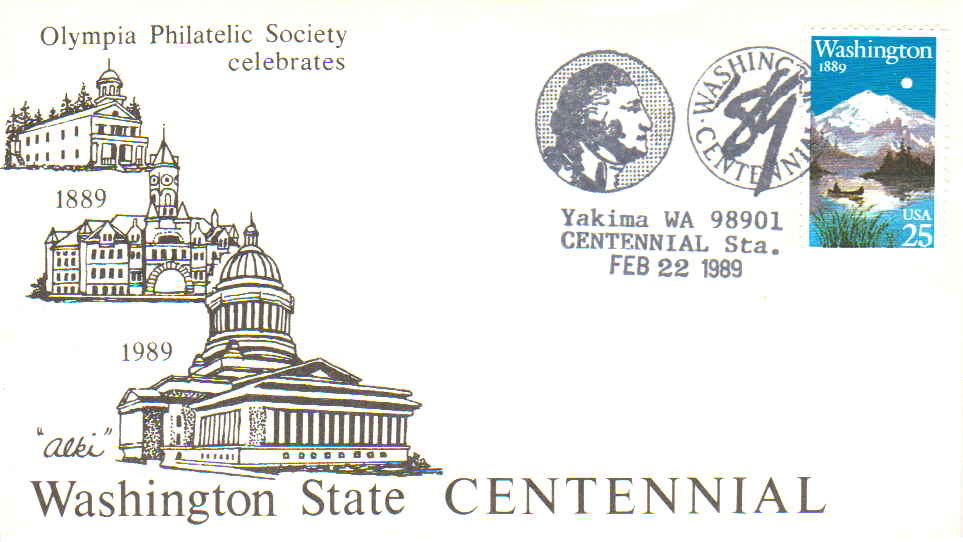 Olympia Philatelic Society
celebrates
1889
1989
"Alki"
Washington State CENTENNIAL
WASHINGTON
CENTENNIAL
89
Yakima WA 98901
CENTENNIAL Sta.
FEB 22 1989
Washington
1889
USA
25